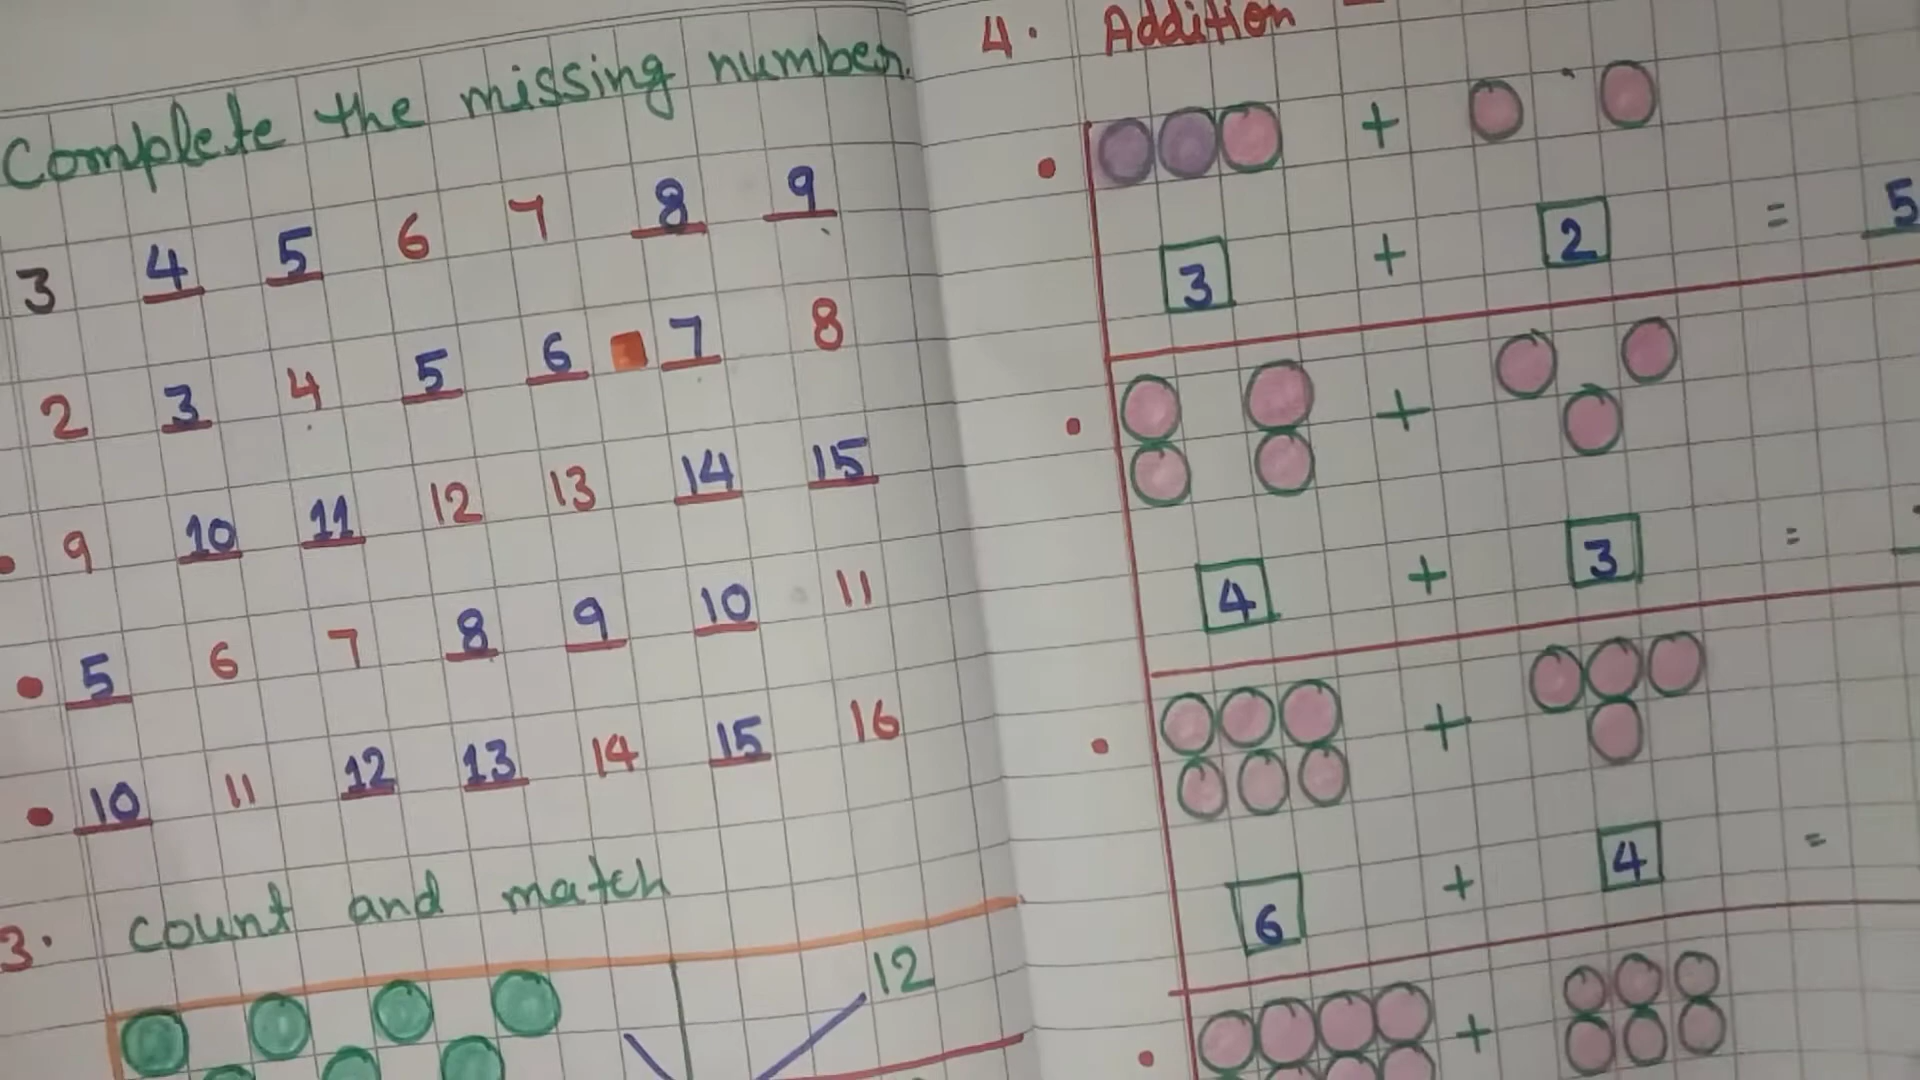 Complete the missing number.
3 4 5 6 7 8 9
2 3 4 5 6 7 8
9 10 11 12 13 14 15
5 6 7 8 9 10 11
10 11 12 13 14 15 16
3. Count and match
12
4. Addition
+
3 + 2 = 5
+
4 + 3 =
+
6 + 4 =
+